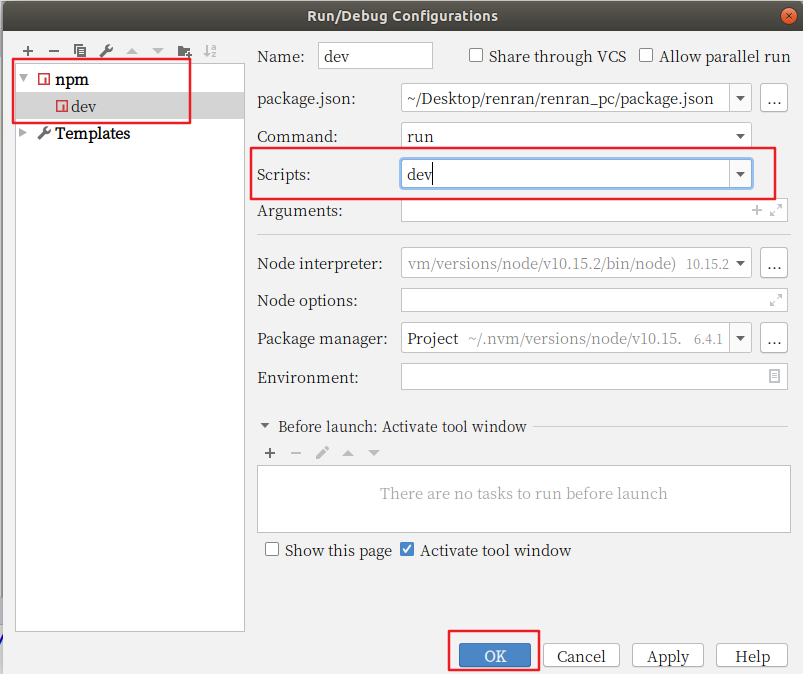 Run/Debug Configurations
npm
dev
Templates
Name: dev
Share through VCS
Allow parallel run
package.json: ~/Desktop/renran/renran_pc/package.json ...
Command: run
Scripts: dev
Arguments:
Node interpreter: vm/versions/node/v10.15.2/bin/node) 10.15.2 ...
Node options:
Package manager: Project ~/.nvm/versions/node/v10.15. 6.4.1 ...
Environment:
Before launch: Activate tool window
There are no tasks to run before launch
Show this page
Activate tool window
OK
Cancel
Apply
Help